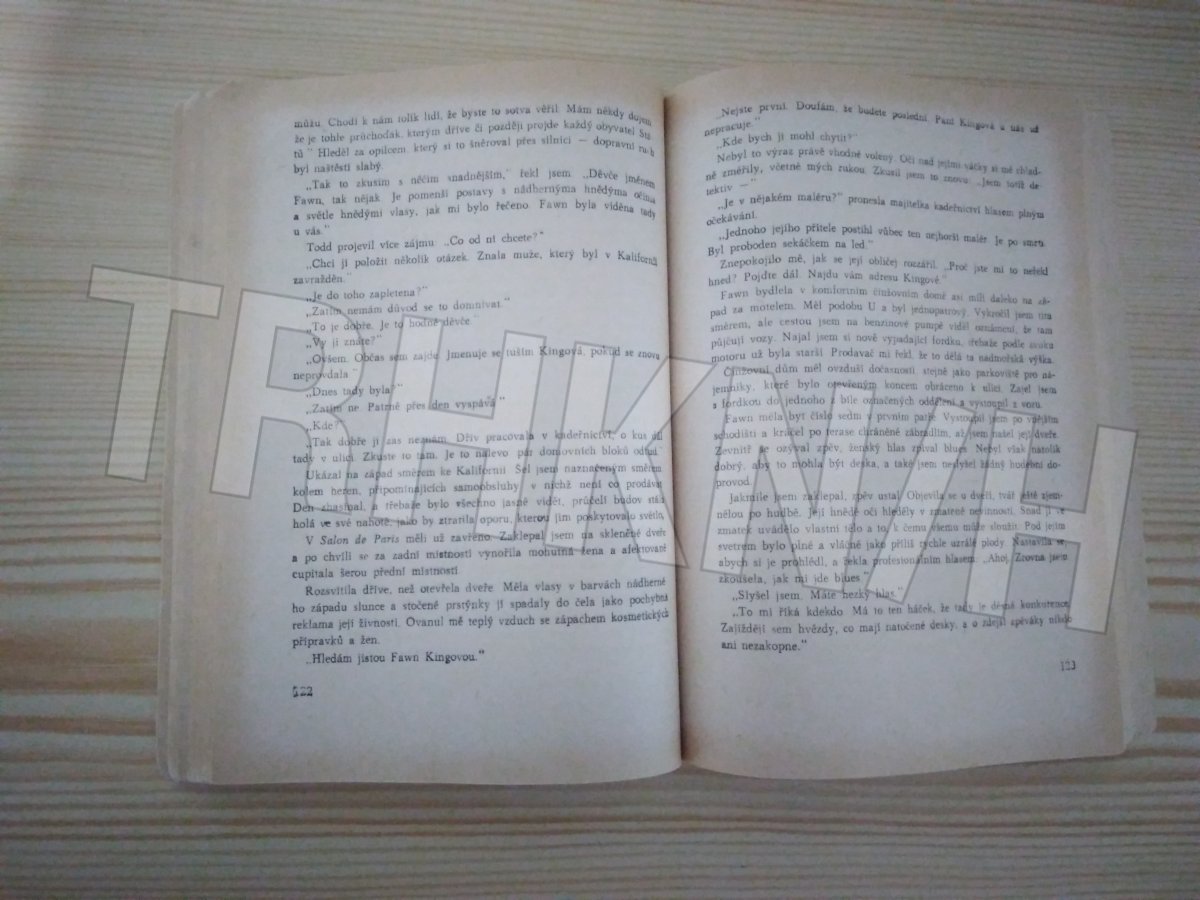 můžu. Chodí k nám tolik lidí, že byste to sotva věřil. Mám někdy dojem,
že je tohle průchoďák, kterým dříve či později projde každý obyvatel Stá-
tů." Hleděl za opilcem, který si to šněroval přes silnici — dopravní ruch
byl naštěstí slabý.
„Tak to zkusím s něčím snadnějším," řekl jsem. „Děvče jménem
Fawn, tak nějak. Je pomenší postavy s nádhernýma hnědýma očima
a světle hnědými vlasy, jak mi bylo řečeno. Fawn byla viděna tady
u vás."
Todd projevil více zájmu. „Co od ní chcete?"
„Chci jí položit několik otázek. Znala muže, který byl v Kalifornii
zavražděn."
„Je do toho zapletena?"
„Zatím nemám důvod se to domnívat."
„To je dobře. Je to hodné děvče."
„Vy ji znáte?"
„Ovšem. Občas sem zajde. Jmenuje se tuším Kingová, pokud se znova
neprovdala."
„Dnes tady byla?"
„Zatím ne. Patrně přes den vyspává."
„Kde?"
„Tak dobře ji zas neznám. Dřív pracovala v kadeřnictví, o kus dál
tady v ulici. Zkuste to tam. Je to nalevo pár domovních bloků odtud."
Ukázal na západ směrem ke Kalifornii. Šel jsem naznačeným směrem
kolem heren, připomínajících samoobsluhy, v nichž není co prodávat.
Den zhasínal, a třebaže bylo všechno jasně vidět, průčelí budov stála
holá ve své nahotě, jako by ztratila oporu, kterou jim poskytovalo světlo.
V Salon de Paris měli už zavřeno. Zaklepal jsem na skleněné dveře
a po chvíli se za zadní místností vynořila mohutná žena a afektovaně
cupitala šerou přední místností.
Rozsvítila dříve, než otevřela dveře. Měla vlasy v barvách nádherné-
ho západu slunce a stočené prstýnky jí spadaly do čela jako pochybná
reklama její živnosti. Ovanul mě teplý vzduch se zápachem kosmetických
přípravků a žen.
„Hledám jistou Fawn Kingovou."
122
„Nejste první. Doufám, že budete poslední. Paní Kingová u nás už
nepracuje."
„Kde bych ji mohl chytit?"
Nebyl to výraz právě vhodně volený. Oči nad jejími váčky si mě chlad-
ně změřily, včetně mých rukou. Zkusil jsem to znovu: „Jsem totiž de-
tektiv —"
„Je v nějakém maléru?" pronesla majitelka kadeřnictví hlasem plným
očekávání.
„Jednoho jejího přítele postihl vůbec ten nejhorší malér. Je po smrti.
Byl proboden sekáčkem na led."
Znepokojilo mě, jak se její obličej rozzářil. „Proč jste mi to neřekl
hned? Pojďte dál. Najdu vám adresu Kingové."
Fawn bydlela v komfortním činžovním domě asi míli daleko na zá-
pad za motelem. Měl podobu U a byl jednopatrový. Vykročil jsem tím
směrem, ale cestou jsem na benzinové pumpě viděl oznámení, že tam
půjčují vozy. Najal jsem si nově vypadající fordku, třebaže podle zvuku
motoru už byla starší. Prodavač mi řekl, že to dělá ta nadmořská výška.
Činžovní dům měl ovzduší dočasnosti, stejně jako parkoviště pro ná-
jemníky, které bylo otevřeným koncem obráceno k ulici. Zajel jsem
s fordkou do jednoho z bíle označených oddělení a vystoupil z vozu.
Fawn měla byt číslo sedm v prvním patře. Vystoupil jsem po vnějším
schodišti a kráčel po terase chráněné zábradlím, až jsem našel její dveře.
Zevnitř se ozýval zpěv, ženský hlas zpíval blues. Nebyl však natolik
dobrý, aby to mohla být deska, a také jsem neslyšel žádný hudební do-
provod.
Jakmile jsem zaklepal, zpěv ustal. Objevila se u dveří, tvář ještě zjem-
nělou po hudbě. Její hnědé oči hleděly v zmatené nevinnosti. Snad ji ve
zmatek uvádělo vlastní tělo a to, k čemu všemu může sloužit. Pod jejím
svetrem bylo plné a vláčné jako příliš rychle uzrálé plody. Nastavila se,
abych si je prohlédl, a řekla profesionálním hlasem: „Ahoj. Zrovna jsem
zkoušela, jak mi jde blues."
„Slyšel jsem. Máte hezký hlas."
„To mi říká kdekdo. Má to ten háček, že tady je děsná konkurence.
Zajíždějí sem hvězdy, co mají natočené desky, a o zdejší zpěváky nikdo
ani nezakopne."
123
TRHKNIH